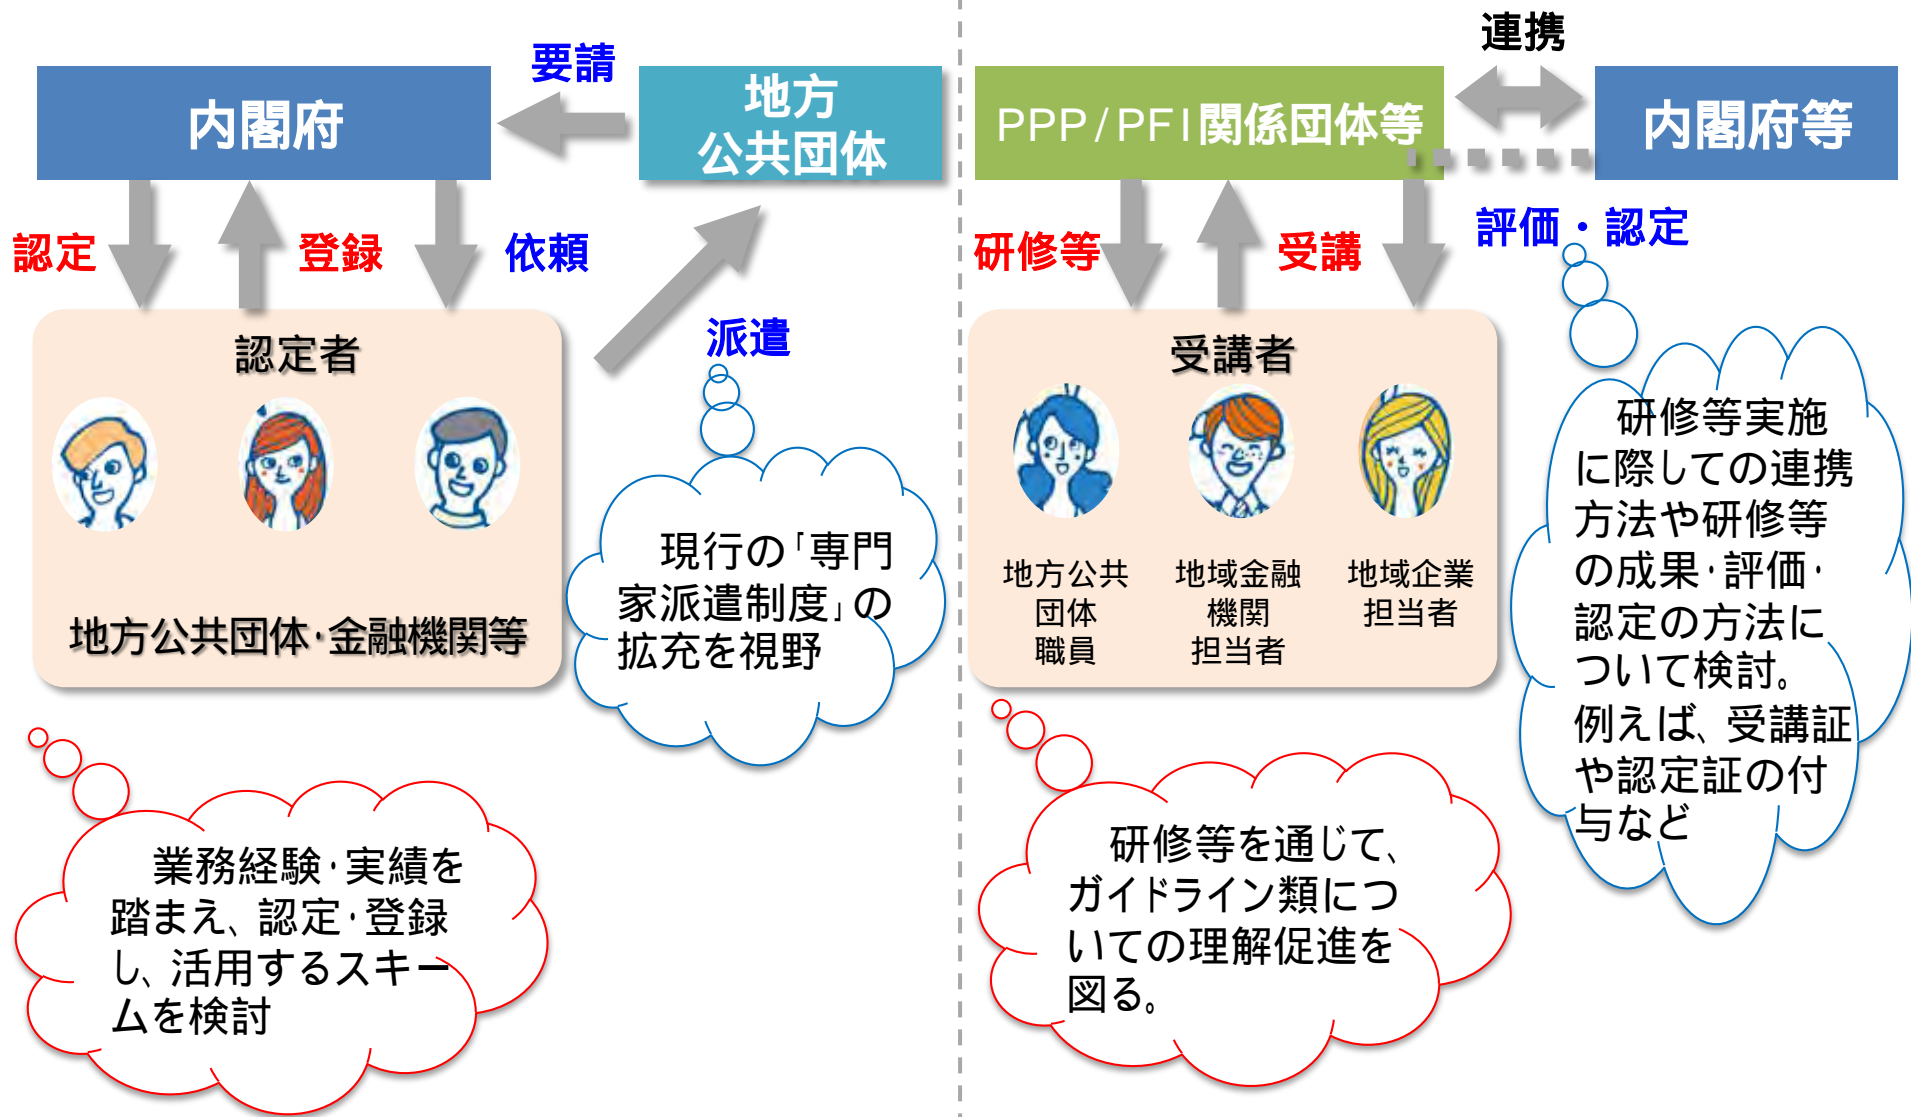 要請
内閣府
地方
公共団体
認定
登録
依頼
認定者
派遣
地方公共団体・金融機関等
現行の「専門
家派遣制度」の
拡充を視野
業務経験・実績を
踏まえ、認定・登録
し、活用するスキー
ムを検討
連携
PPP/PFI関係団体等
内閣府等
研修等
受講
評価・認定
受講者
地方公共
団体
職員
地域金融
機関
担当者
地域企業
担当者
研修等実施
に際しての連携
方法や研修等
の成果・評価・
認定の方法に
ついて検討。
例えば、受講証
や認定証の付
与など
研修等を通じて、
ガイドライン類につ
いての理解促進を
図る。